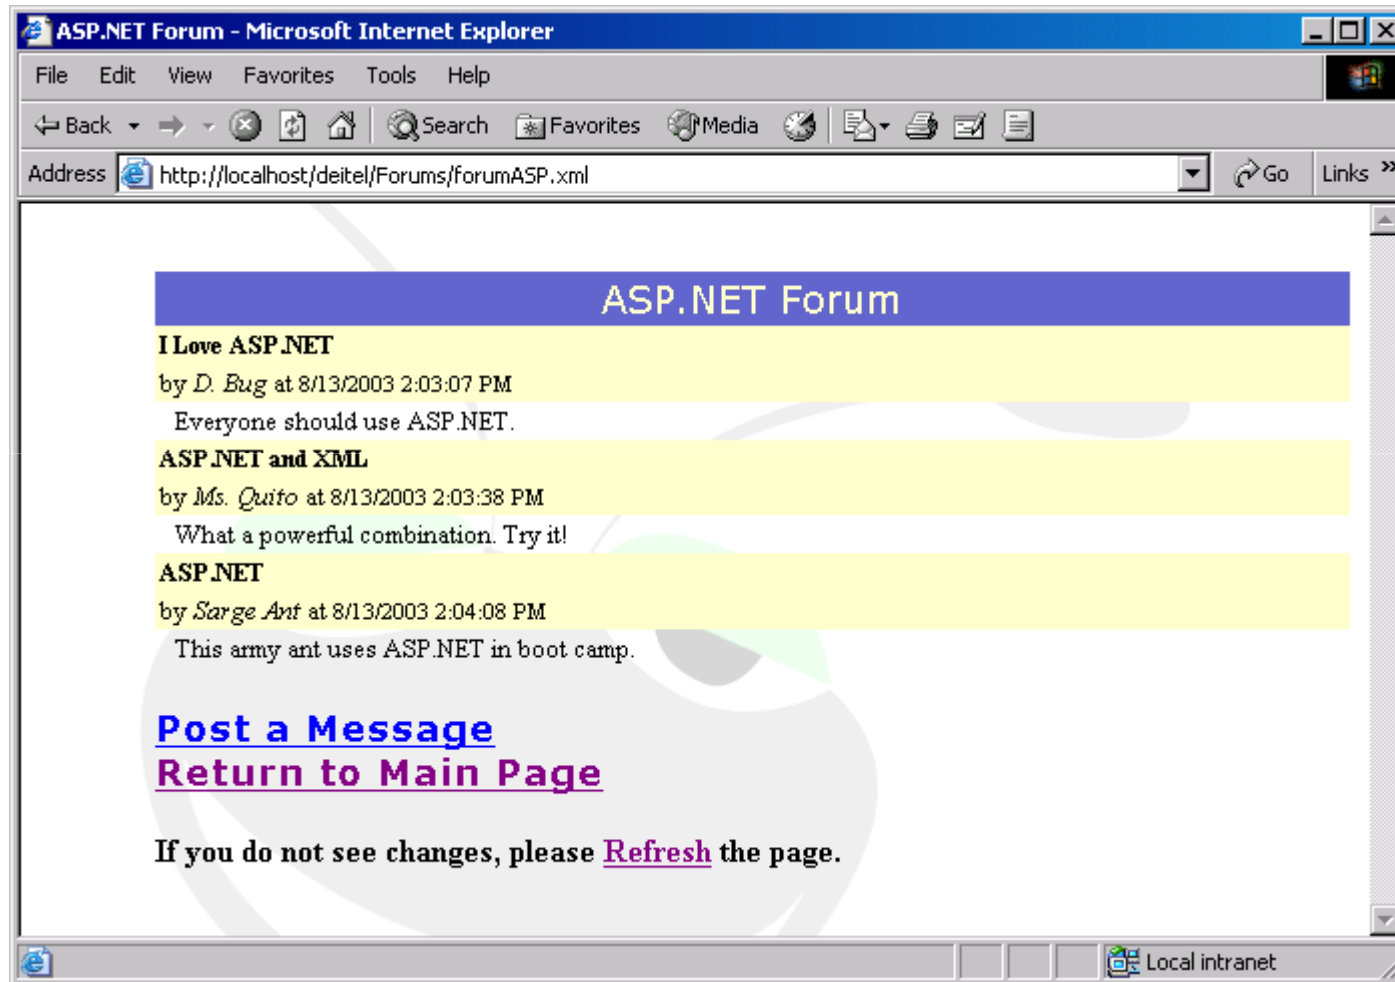 ASP.NET Forum - Microsoft Internet Explorer
File Edit View Favorites Tools Help
Back Search Favorites Media
Address http://localhost/deitel/Forums/forumASP.xml Go Links »
ASP.NET Forum
I Love ASP.NET
by D. Bug at 8/13/2003 2:03:07 PM
Everyone should use ASP.NET.
ASP.NET and XML
by Ms. Quito at 8/13/2003 2:03:38 PM
What a powerful combination. Try it!
ASP.NET
by Sarge Ant at 8/13/2003 2:04:08 PM
This army ant uses ASP.NET in boot camp.
Post a Message
Return to Main Page
If you do not see changes, please Refresh the page.
Local intranet